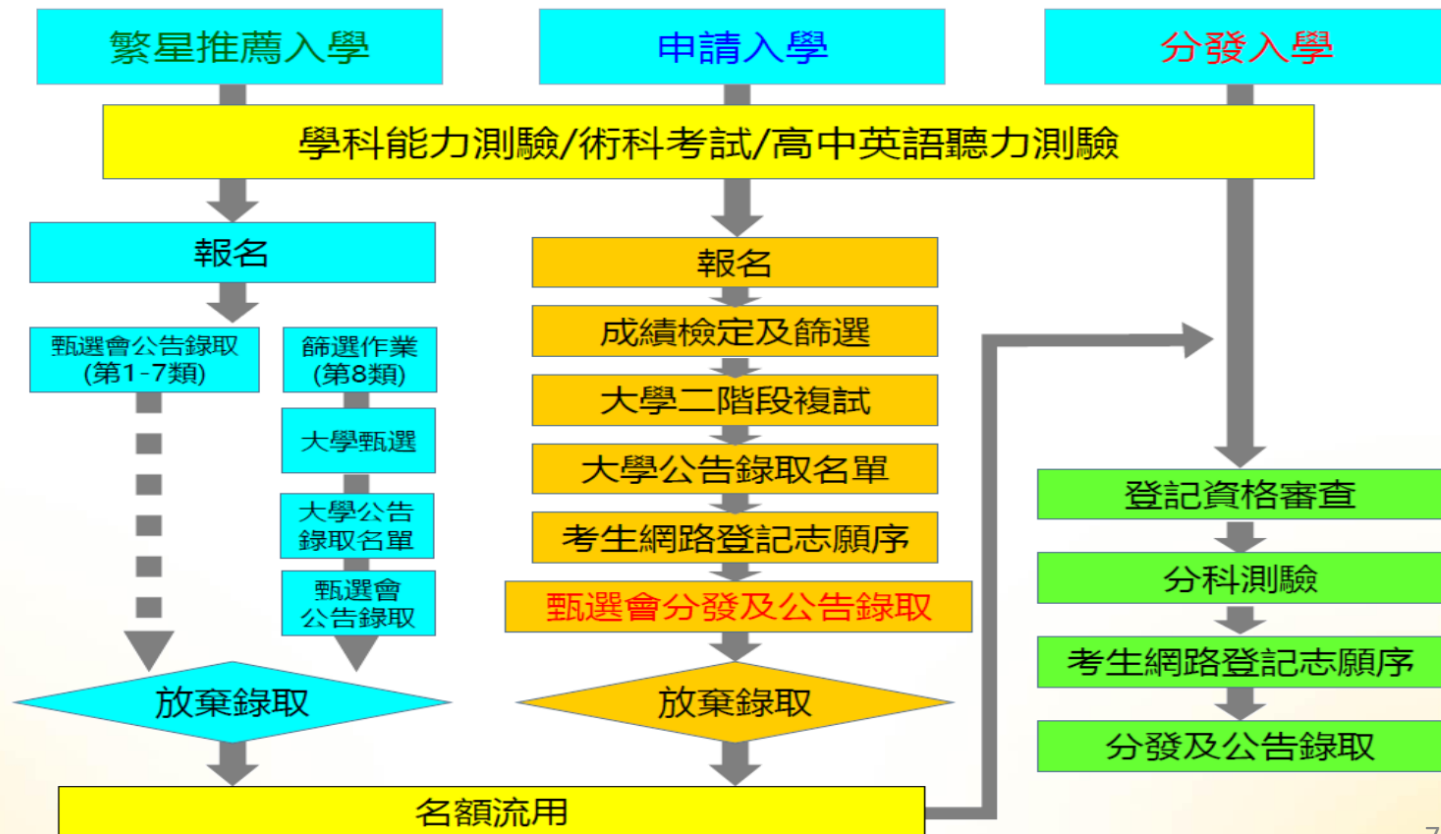 繁星推薦入學
申請入學
分發入學
學科能力測驗/術科考試/高中英語聽力測驗
報名
甄選會公告錄取
(第1-7類)
篩選作業
(第8類)
大學甄選
大學公告
錄取名單
甄選會
公告錄取
放棄錄取
報名
成績檢定及篩選
大學二階段複試
大學公告錄取名單
考生網路登記志願序
甄選會分發及公告錄取
放棄錄取
名額流用
登記資格審查
分科測驗
考生網路登記志願序
分發及公告錄取